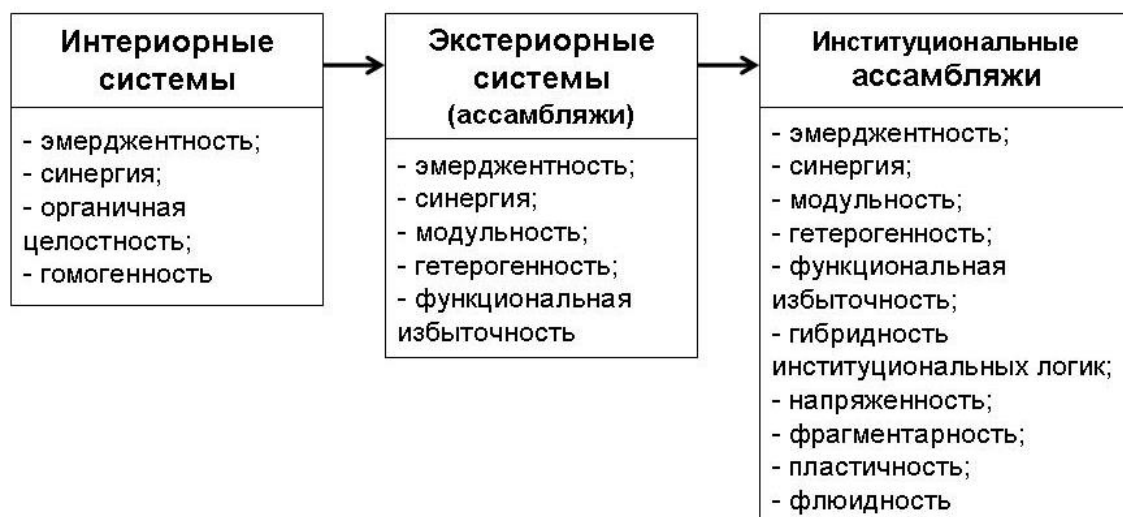 Интериорные
системы
- эмерджентность;
- синергия;
- органичная
целостность;
- гомогенность
Экстериорные
системы
(ассамбляжи)
- эмерджентность;
- синергия;
- модульность;
- гетерогенность;
- функциональная
избыточность
Институциональные
ассамбляжи
- эмерджентность;
- синергия;
- модульность;
- гетерогенность;
- функциональная
избыточность;
- гибридность
институциональных логик;
- напряженность;
- фрагментарность;
- пластичность;
- флюидность